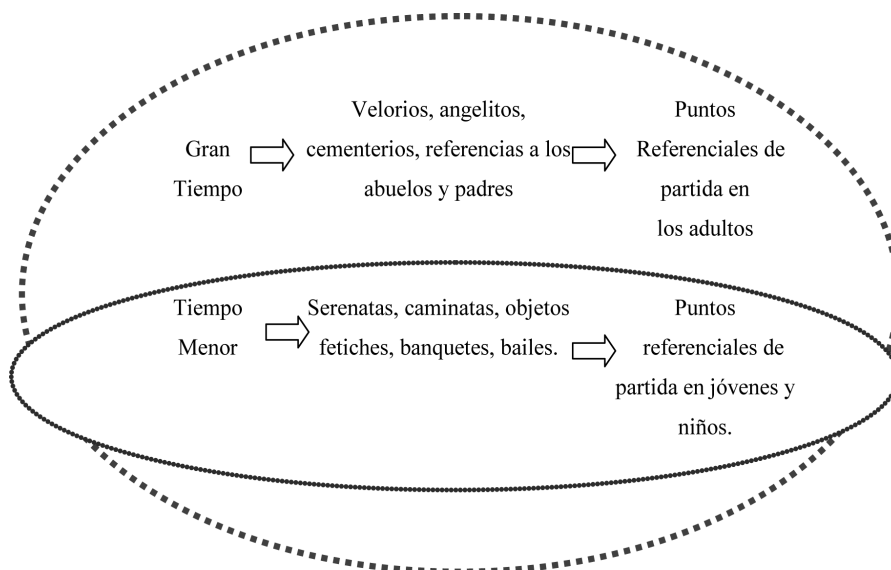 Gran
Tiempo
Velorios, angelitos,
cementerios, referencias a los
abuelos y padres
Puntos
Referenciales de
partida en
los adultos
Tiempo
Menor
Serenatas, caminatas, objetos
fetiches, banquetes, bailes.
Puntos
referenciales de
partida en jóvenes y
niños.